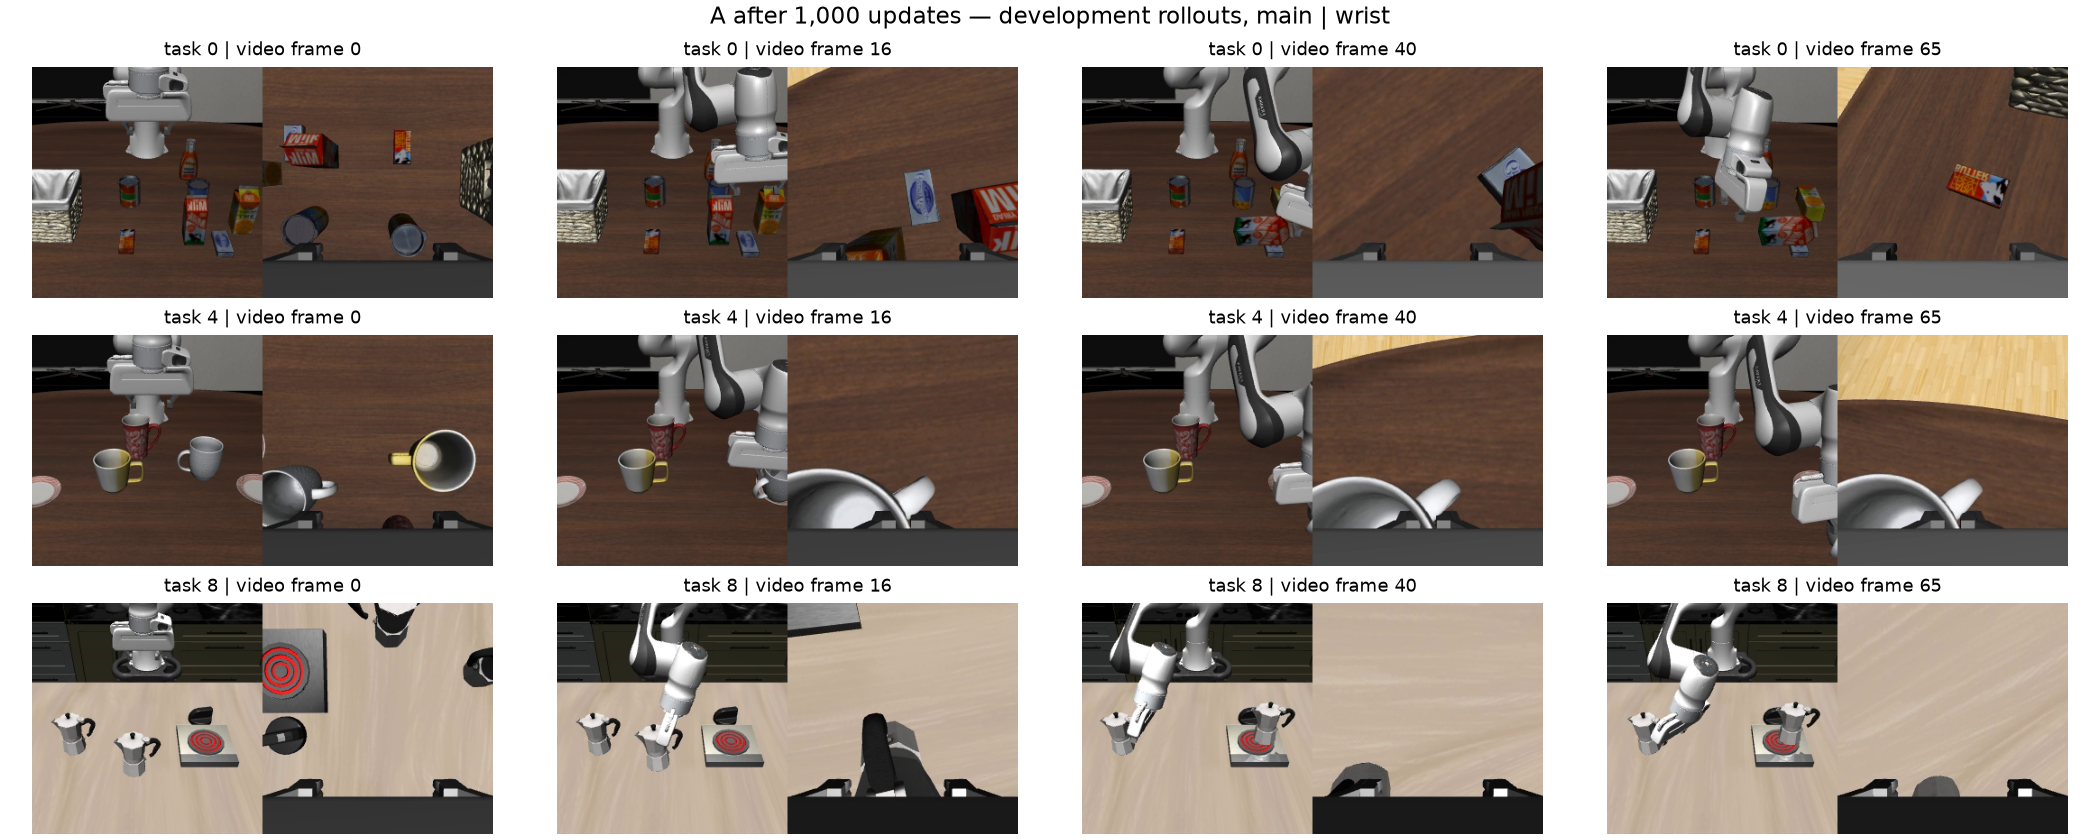 A after 1,000 updates — development rollouts, main | wrist
task 0 | video frame 0
task 0 | video frame 16
task 0 | video frame 40
task 0 | video frame 65
task 4 | video frame 0
task 4 | video frame 16
task 4 | video frame 40
task 4 | video frame 65
task 8 | video frame 0
task 8 | video frame 16
task 8 | video frame 40
task 8 | video frame 65